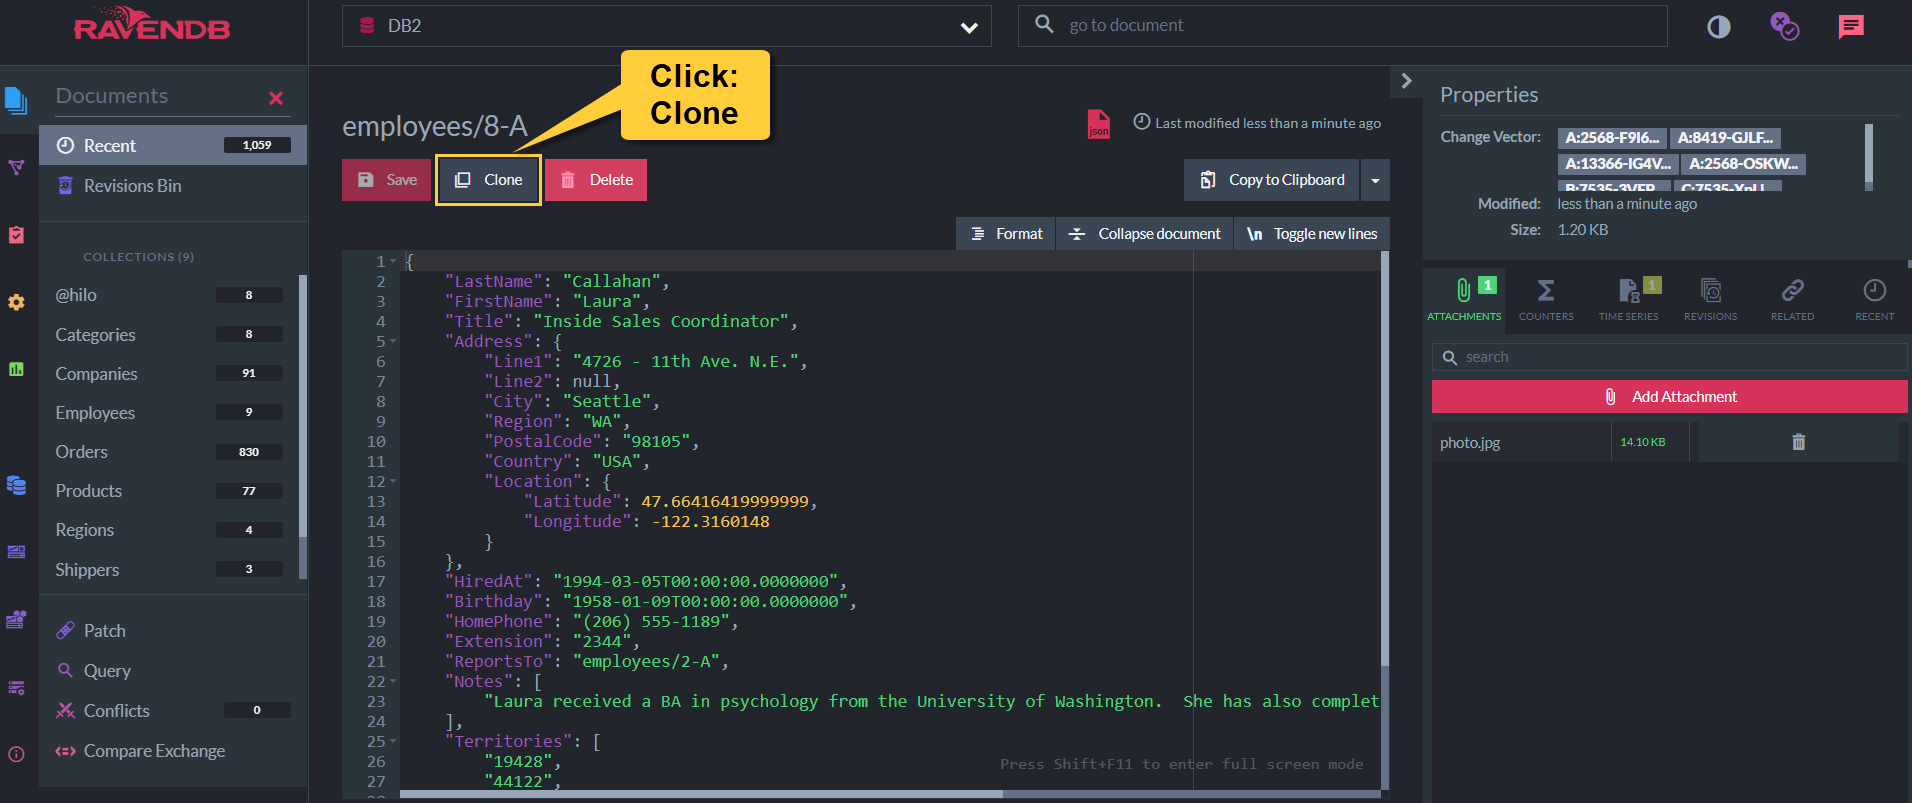 RAVENDB
DB2
go to document
Click:
Clone
Documents
Recent 1,059
Revisions Bin
COLLECTIONS (9)
@hilo 8
Categories 8
Companies 91
Employees 9
Orders 830
Products 77
Regions 4
Shippers 3
Patch
Query
Conflicts 0
Compare Exchange
employees/8-A
json
Last modified less than a minute ago
Save
Clone
Delete
Copy to Clipboard
Format
Collapse document
\n Toggle new lines
1 {
2 "LastName": "Callahan",
3 "FirstName": "Laura",
4 "Title": "Inside Sales Coordinator",
5 "Address": {
6 "Line1": "4726 - 11th Ave. N.E.",
7 "Line2": null,
8 "City": "Seattle",
9 "Region": "WA",
10 "PostalCode": "98105",
11 "Country": "USA",
12 "Location": {
13 "Latitude": 47.66416419999999,
14 "Longitude": -122.3160148
15 }
16 },
17 "HiredAt": "1994-03-05T00:00:00.0000000",
18 "Birthday": "1958-01-09T00:00:00.0000000",
19 "HomePhone": "(206) 555-1189",
20 "Extension": "2344",
21 "ReportsTo": "employees/2-A",
22 "Notes": [
23 "Laura received a BA in psychology from the University of Washington.  She has also complet
24 ],
25 "Territories": [
26 "19428",
27 "44122",
Press Shift+F11 to enter full screen mode
Properties
Change Vector: A:2568-F9I6... A:8419-GJLF...
A:13366-IG4V... A:2568-OSKW...
Modified: less than a minute ago
Size: 1.20 KB
1
ATTACHMENTS
COUNTERS
1
TIME SERIES
REVISIONS
RELATED
RECENT
search
Add Attachment
photo.jpg 14.10 KB